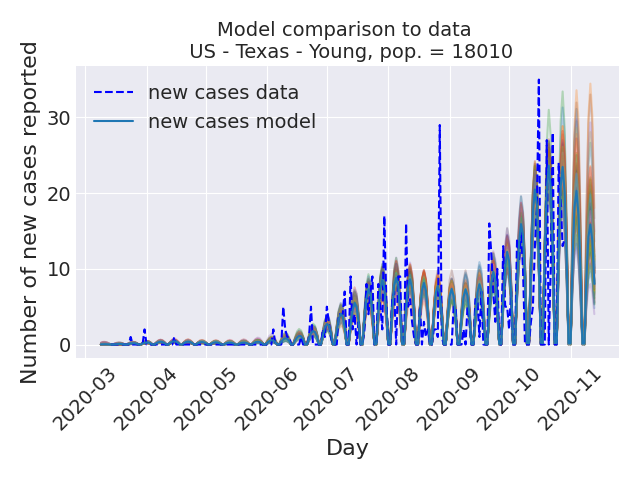 Model comparison to data
US - Texas - Young, pop. = 18010
Number of new cases reported
new cases data
new cases model
30
20
10
0
2020-03
2020-04
2020-05
2020-06
2020-07
2020-08
2020-09
2020-10
2020-11
Day